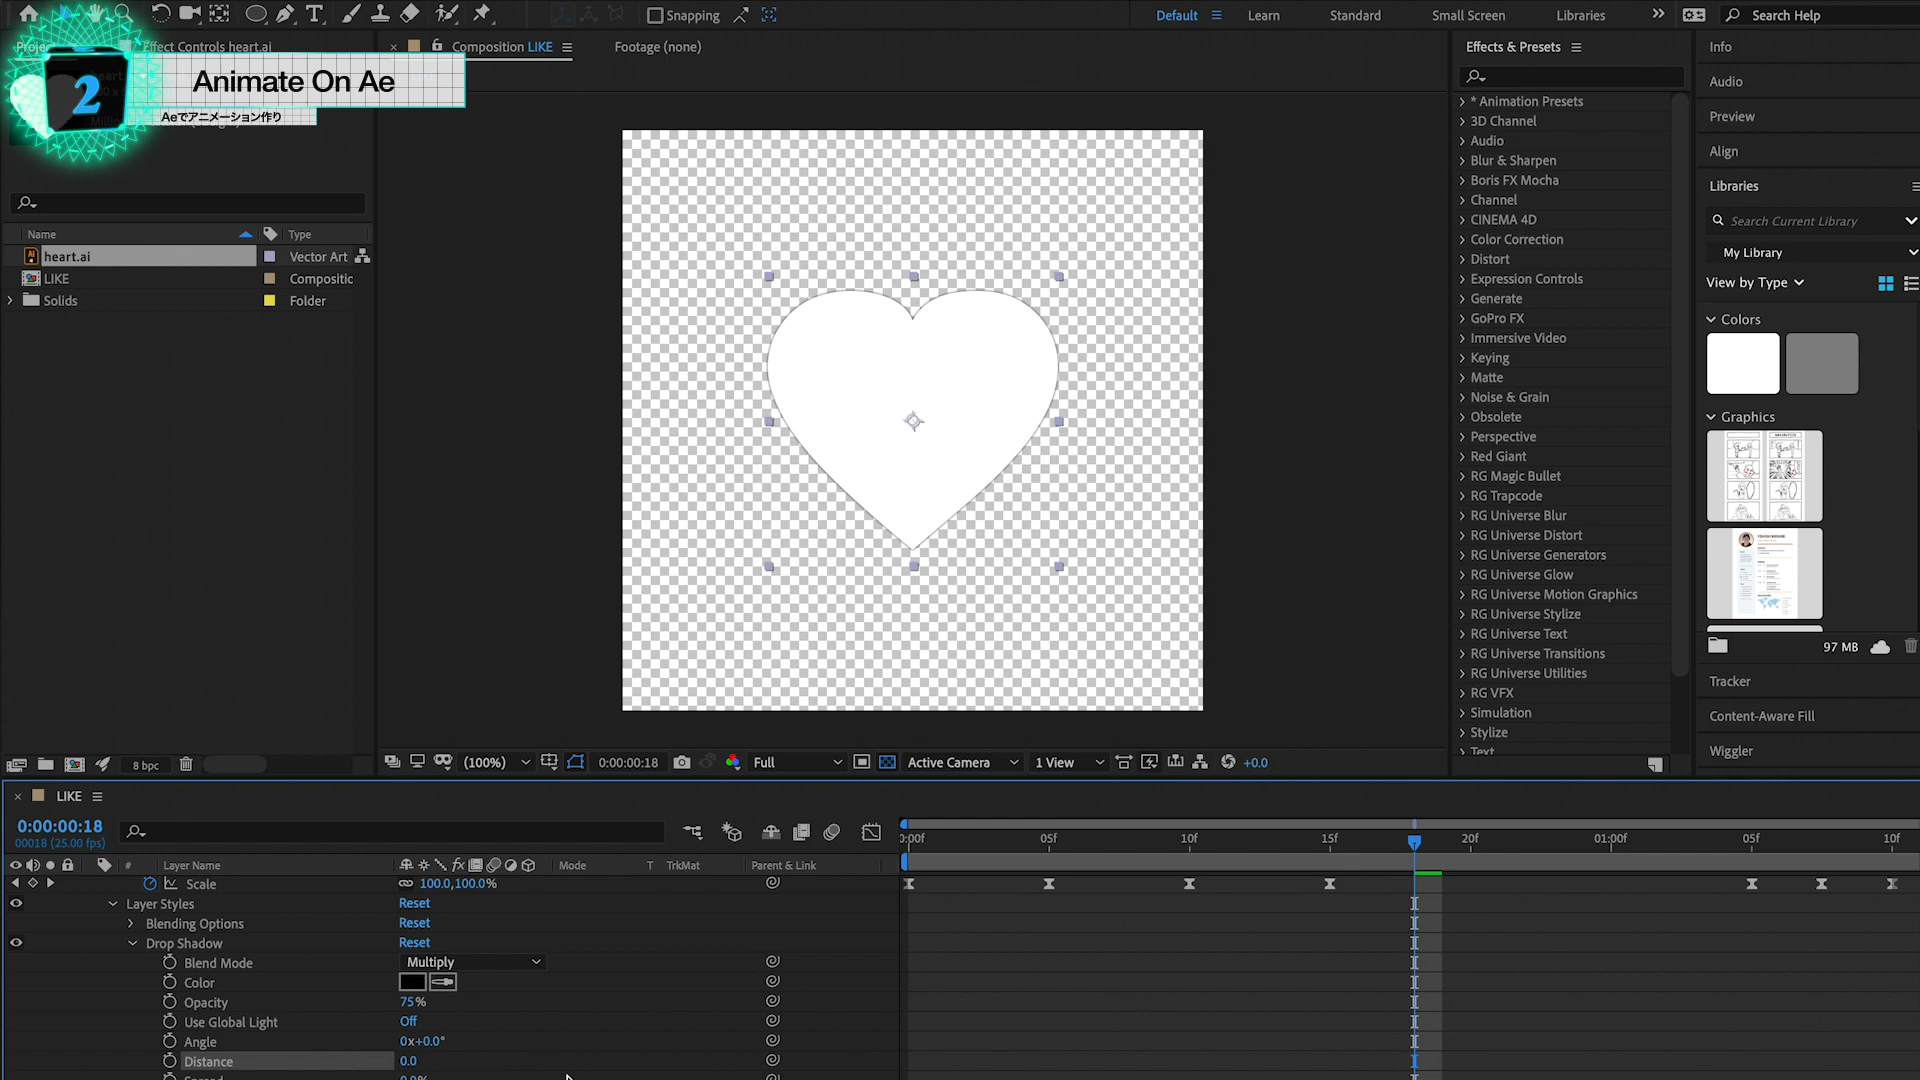 Snapping
Default
Learn
Standard
Small Screen
Libraries
Search Help
Effect Controls heart.ai
Composition LIKE
Footage (none)
2
Animate On Ae
Aeでアニメーション作り
Name
Type
heart.ai
Vector Art
LIKE
Compositic
Solids
Folder
8 bpc
(100%)
0:00:00:18
Full
Active Camera
1 View
+0.0
Effects & Presets
* Animation Presets
3D Channel
Audio
Blur & Sharpen
Boris FX Mocha
Channel
CINEMA 4D
Color Correction
Distort
Expression Controls
Generate
GoPro FX
Immersive Video
Keying
Matte
Noise & Grain
Obsolete
Perspective
Red Giant
RG Magic Bullet
RG Trapcode
RG Universe Blur
RG Universe Distort
RG Universe Generators
RG Universe Glow
RG Universe Motion Graphics
RG Universe Stylize
RG Universe Text
RG Universe Transitions
RG Universe Utilities
RG VFX
Simulation
Stylize
Text
Info
Audio
Preview
Align
Libraries
Search Current Library
My Library
View by Type
Colors
Graphics
97 MB
Tracker
Content-Aware Fill
Wiggler
LIKE
0:00:00:18
00018 (25.00 fps)
0:00f
05f
10f
15f
20f
01:00f
05f
10f
#
Layer Name
fx
Mode
T
TrkMat
Parent & Link
Scale
100.0,100.0%
Layer Styles
Reset
Blending Options
Reset
Drop Shadow
Reset
Blend Mode
Multiply
Color
Opacity
75%
Use Global Light
Off
Angle
0x+0.0°
Distance
0.0